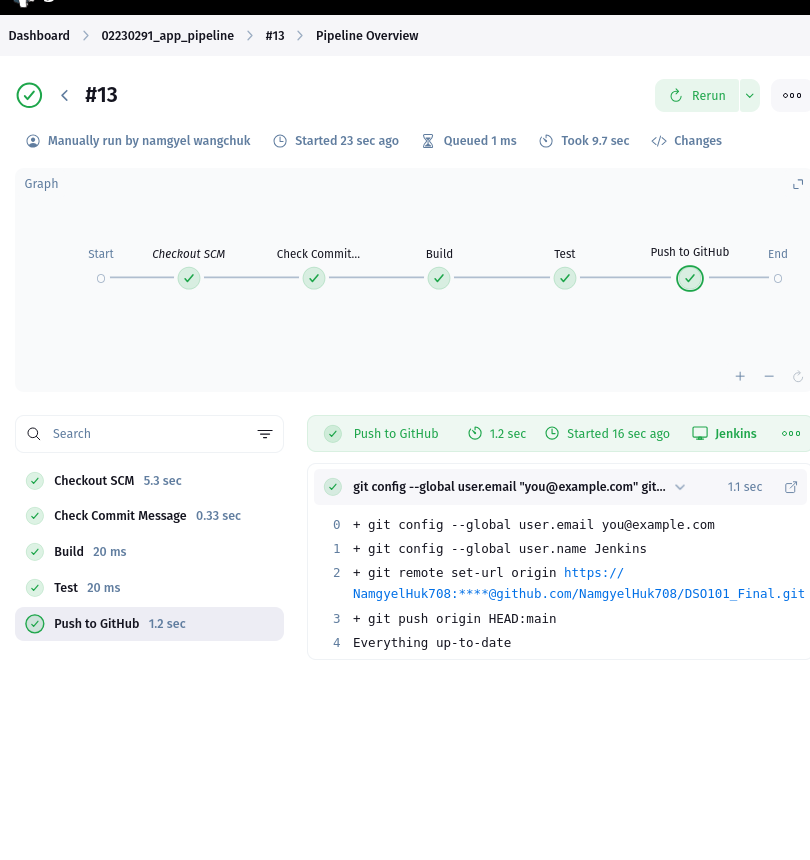 Dashboard > 02230291_app_pipeline > #13 > Pipeline Overview
#13
Rerun
Manually run by namgyel wangchuk Started 23 sec ago Queued 1 ms Took 9.7 sec Changes
Graph
Start Checkout SCM Check Commit... Build Test Push to GitHub End
Search
Push to GitHub 1.2 sec Started 16 sec ago Jenkins
Checkout SCM 5.3 sec
Check Commit Message 0.33 sec
Build 20 ms
Test 20 ms
Push to GitHub 1.2 sec
git config --global user.email "you@example.com" git... 1.1 sec
0 + git config --global user.email you@example.com
1 + git config --global user.name Jenkins
2 + git remote set-url origin https://
NamgyelHuk708:****@github.com/NamgyelHuk708/DSO101_Final.git
3 + git push origin HEAD:main
4 Everything up-to-date